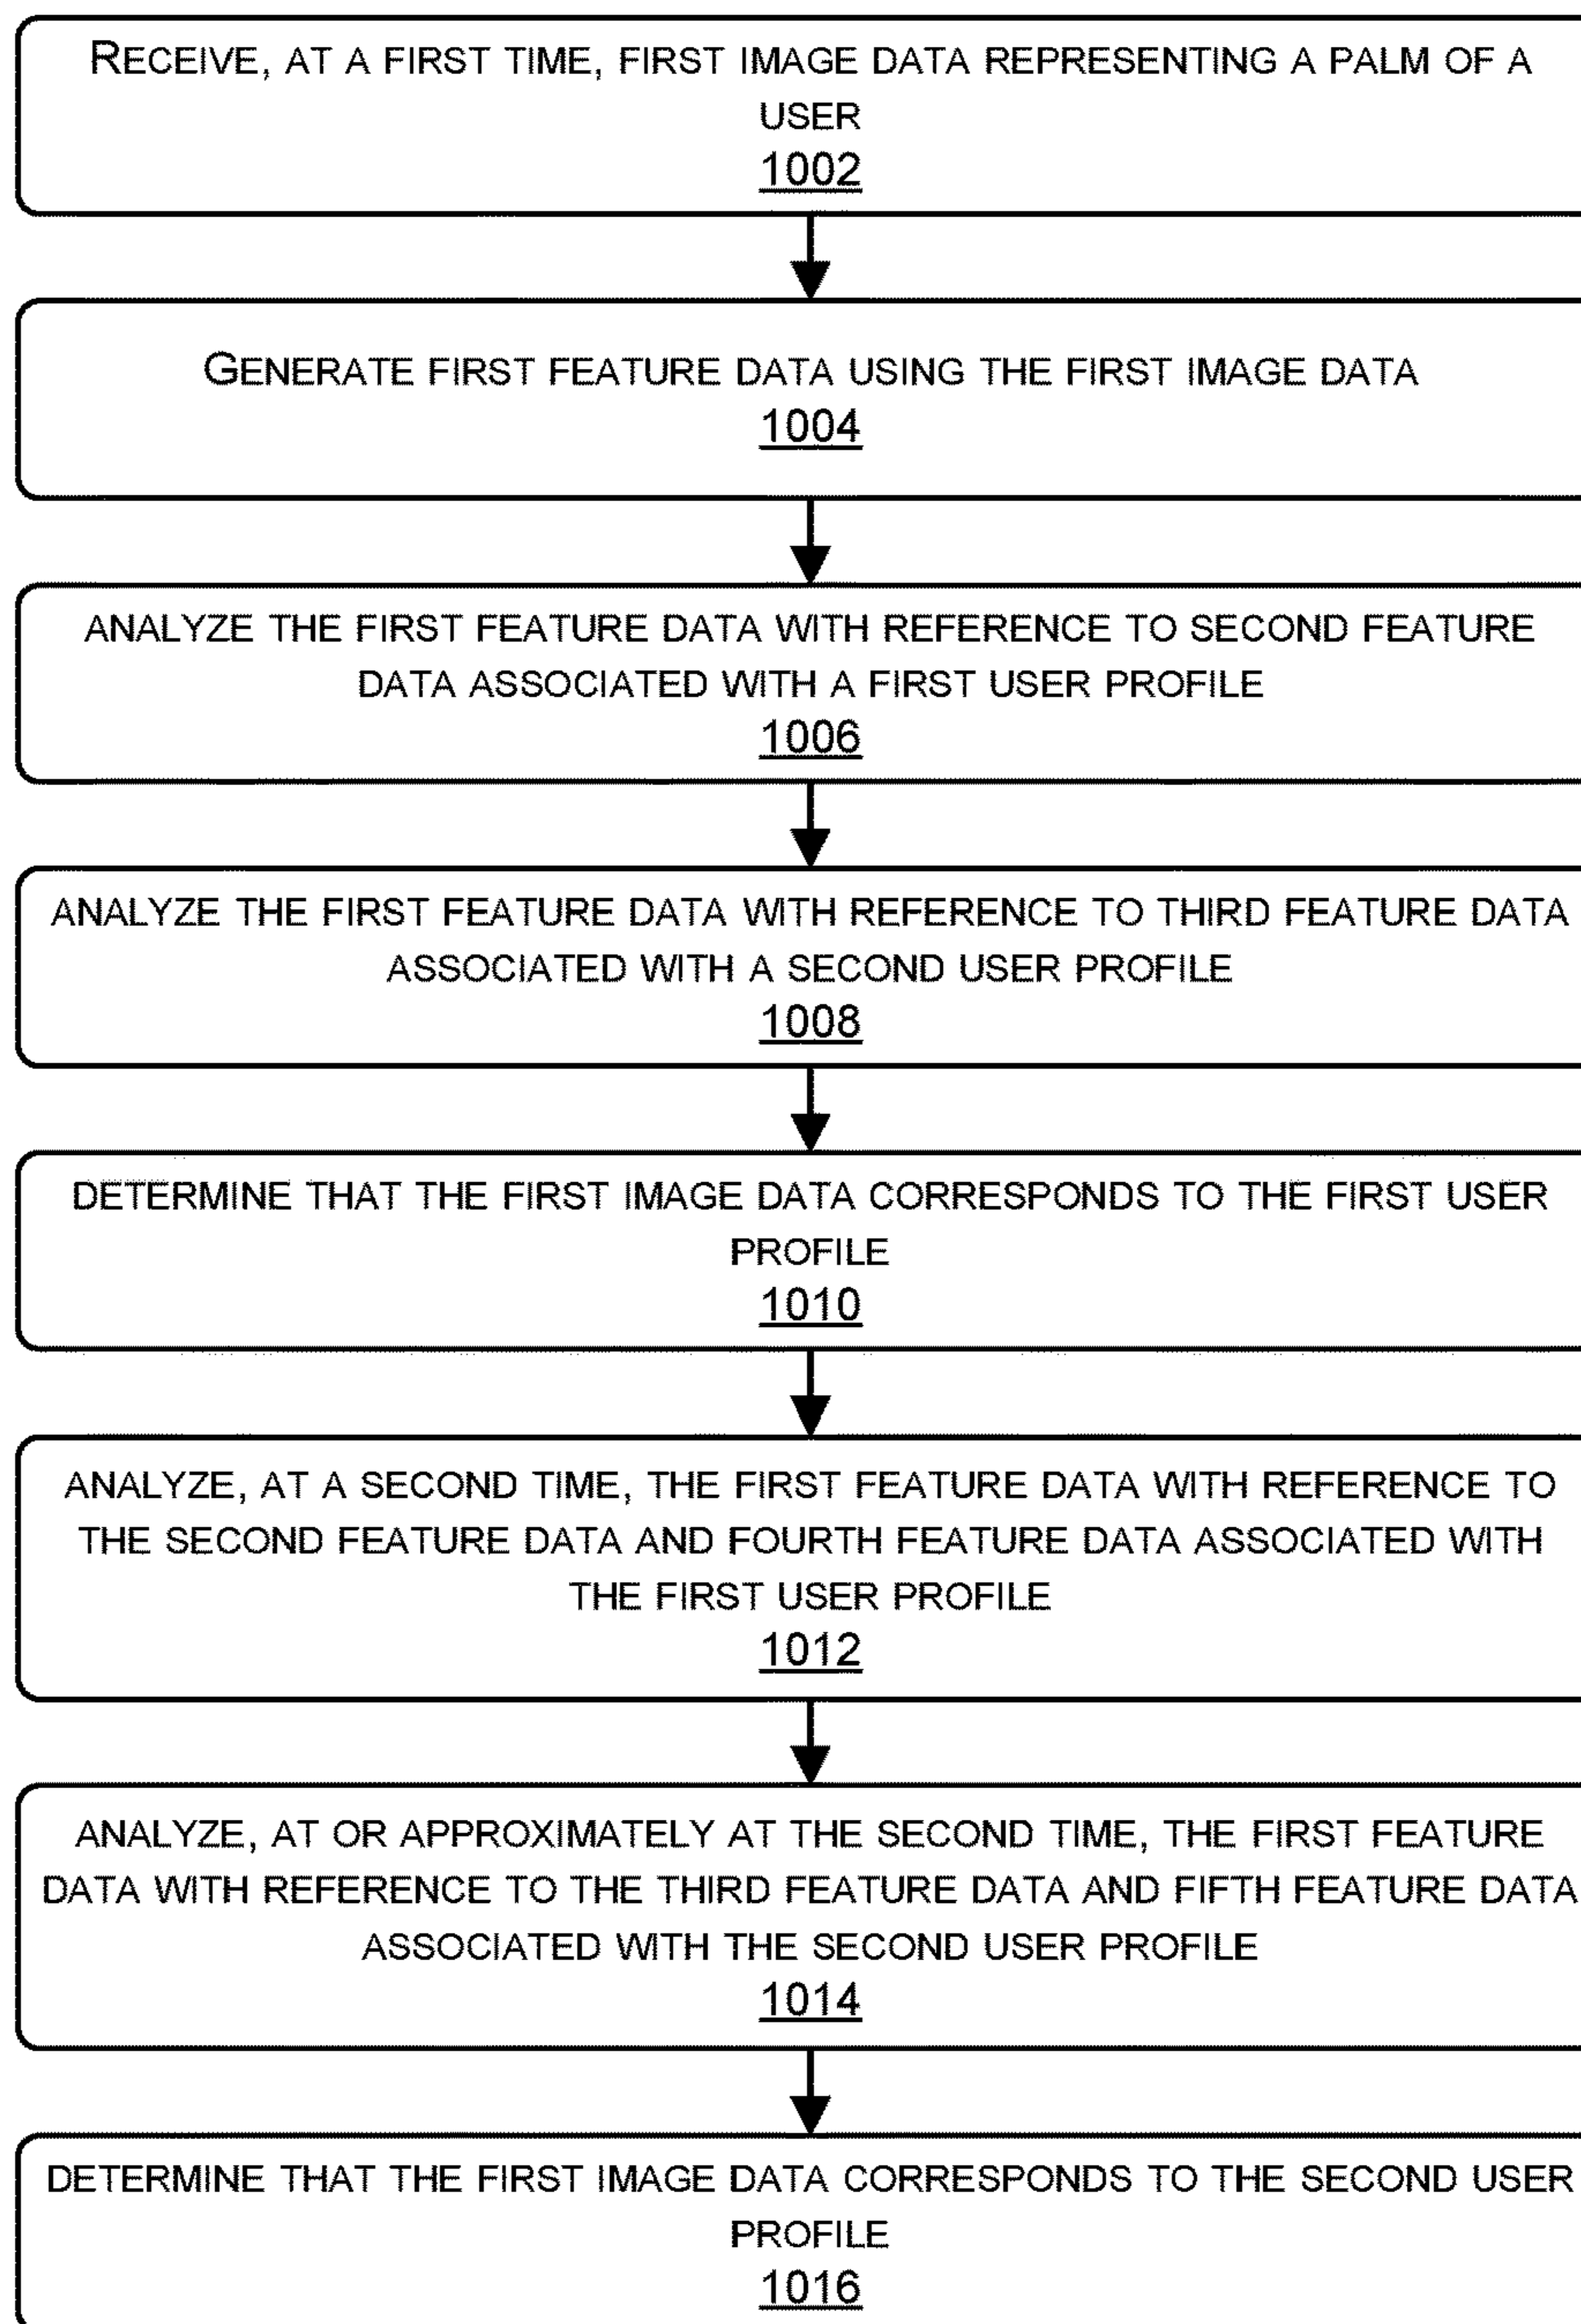 RECEIVE, AT A FIRST TIME, FIRST IMAGE DATA REPRESENTING A PALM OF A
USER
1002
GENERATE FIRST FEATURE DATA USING THE FIRST IMAGE DATA
1004
ANALYZE THE FIRST FEATURE DATA WITH REFERENCE TO SECOND FEATURE
DATA ASSOCIATED WITH A FIRST USER PROFILE
1006
ANALYZE THE FIRST FEATURE DATA WITH REFERENCE TO THIRD FEATURE DATA
ASSOCIATED WITH A SECOND USER PROFILE
1008
DETERMINE THAT THE FIRST IMAGE DATA CORRESPONDS TO THE FIRST USER
PROFILE
1010
ANALYZE, AT A SECOND TIME, THE FIRST FEATURE DATA WITH REFERENCE TO
THE SECOND FEATURE DATA AND FOURTH FEATURE DATA ASSOCIATED WITH
THE FIRST USER PROFILE
1012
ANALYZE, AT OR APPROXIMATELY AT THE SECOND TIME, THE FIRST FEATURE
DATA WITH REFERENCE TO THE THIRD FEATURE DATA AND FIFTH FEATURE DATA
ASSOCIATED WITH THE SECOND USER PROFILE
1014
DETERMINE THAT THE FIRST IMAGE DATA CORRESPONDS TO THE SECOND USER
PROFILE
1016